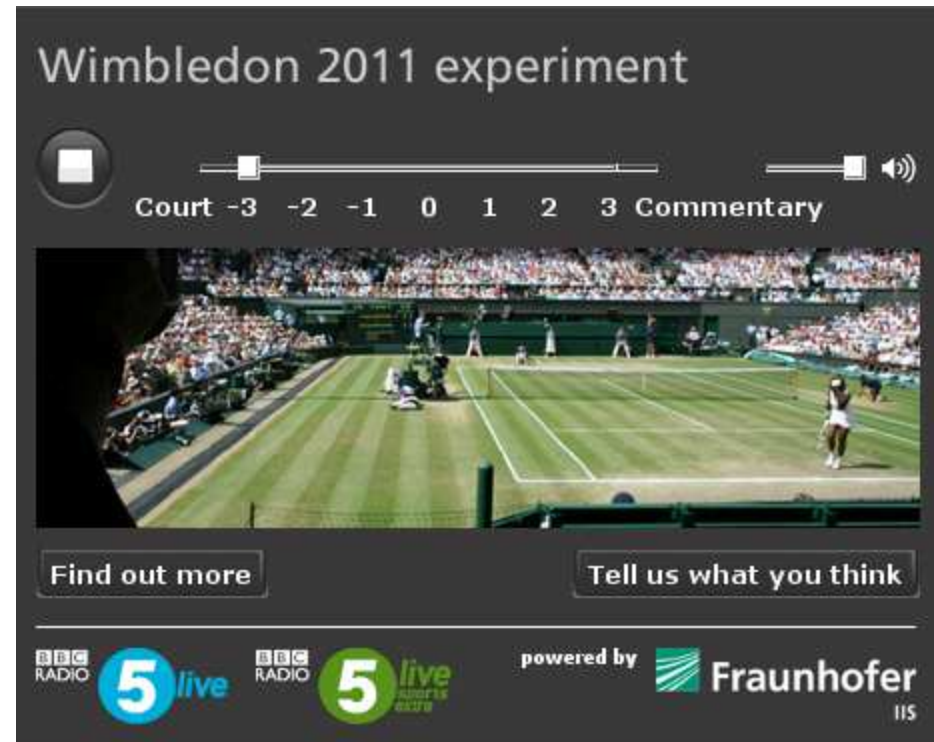 Wimbledon 2011 experiment
Court -3 -2 -1 0 1 2 3 Commentary
Find out more
Tell us what you think
BBC
RADIO
5 live
BBC
RADIO
5 live
sports
extra
powered by
Fraunhofer
IIS